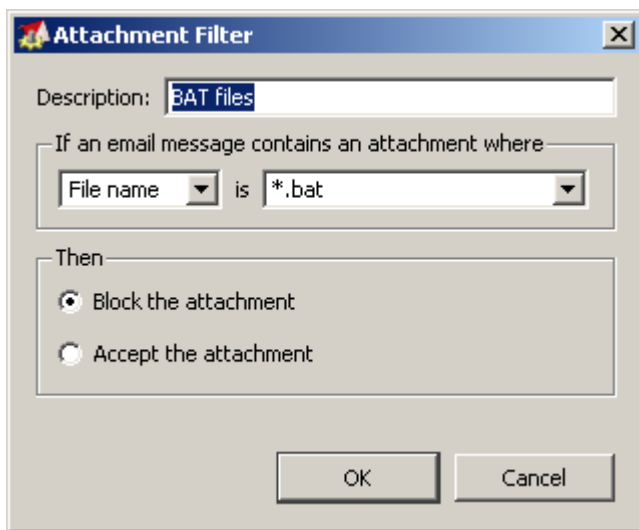 Attachment Filter
Description: BAT files
If an email message contains an attachment where
File name is *.bat
Then
Block the attachment
Accept the attachment
OK Cancel